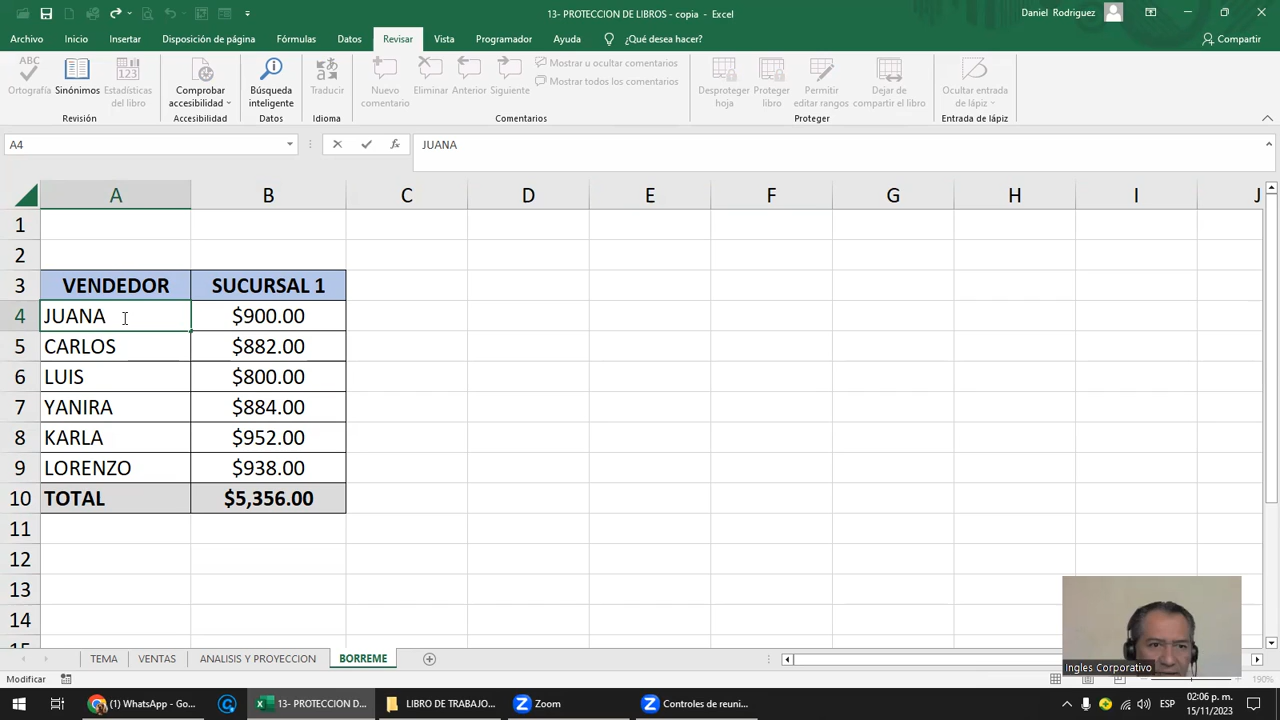 13- PROTECCION DE LIBROS - copia - Excel
Daniel Rodriguez
Archivo Inicio Insertar Disposición de página Fórmulas Datos Revisar Vista Programador Ayuda ¿Qué desea hacer? Compartir
ABC
Ortografía Sinónimos Estadísticas del libro
Revisión
Comprobar accesibilidad
Accesibilidad
Búsqueda inteligente
Datos
Traducir
Idioma
Nuevo comentario Eliminar Anterior Siguiente
Mostrar u ocultar comentarios
Mostrar todos los comentarios
Comentarios
Desproteger hoja Proteger libro Permitir editar rangos Dejar de compartir el libro
Proteger
Ocultar entrada de lápiz
Entrada de lápiz
A4 fx JUANA
A B C D E F G H I J
1
2
3 VENDEDOR SUCURSAL 1
4 JUANA $900.00
5 CARLOS $882.00
6 LUIS $800.00
7 YANIRA $884.00
8 KARLA $952.00
9 LORENZO $938.00
10 TOTAL $5,356.00
11
12
13
14
15
Ingles Corporativo
TEMA VENTAS ANALISIS Y PROYECCION BORREME
Modificar 190%
(1) WhatsApp - Go... 13- PROTECCION D... LIBRO DE TRABAJO... Zoom Controles de reuni... ESP 02:06 p. m.
15/11/2023